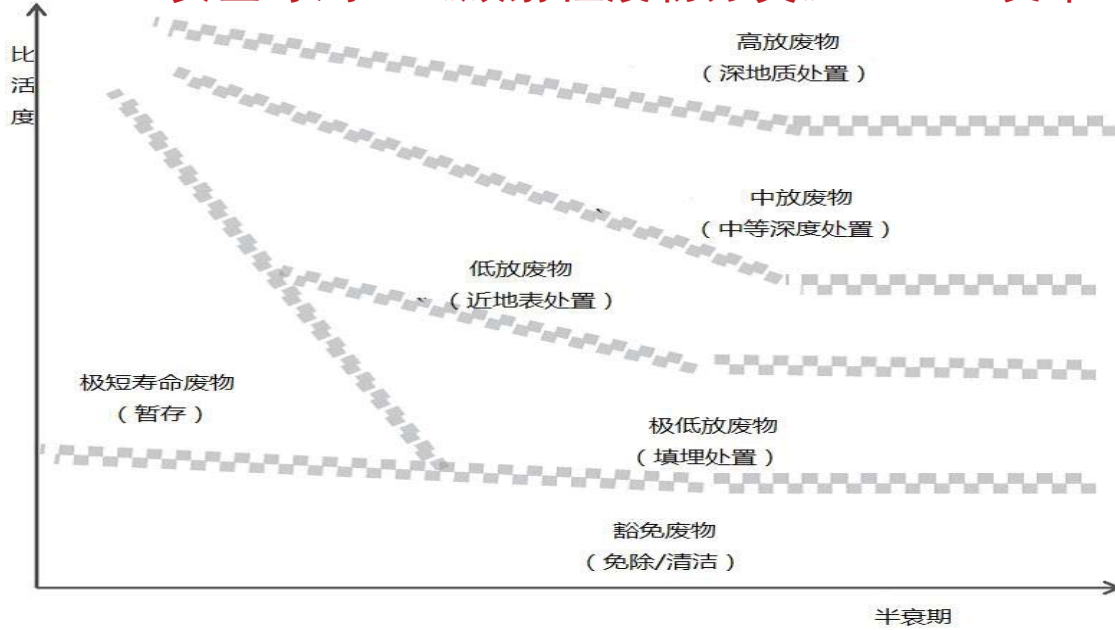 比
活
度
高放废物
（深地质处置）
中放废物
（中等深度处置）
低放废物
（近地表处置）
极短寿命废物
（暂存）
极低放废物
（填埋处置）
豁免废物
（免除/清洁）
半衰期